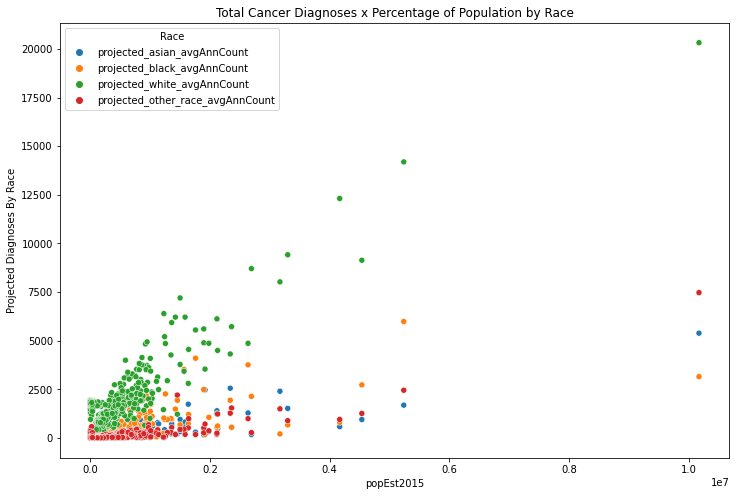 Total Cancer Diagnoses x Percentage of Population by Race
Race
projected_asian_avgAnnCount
projected_black_avgAnnCount
projected_white_avgAnnCount
projected_other_race_avgAnnCount
Projected Diagnoses By Race
20000
17500
15000
12500
10000
7500
5000
2500
0
0.0 0.2 0.4 0.6 0.8 1.0
1e7
popEst2015